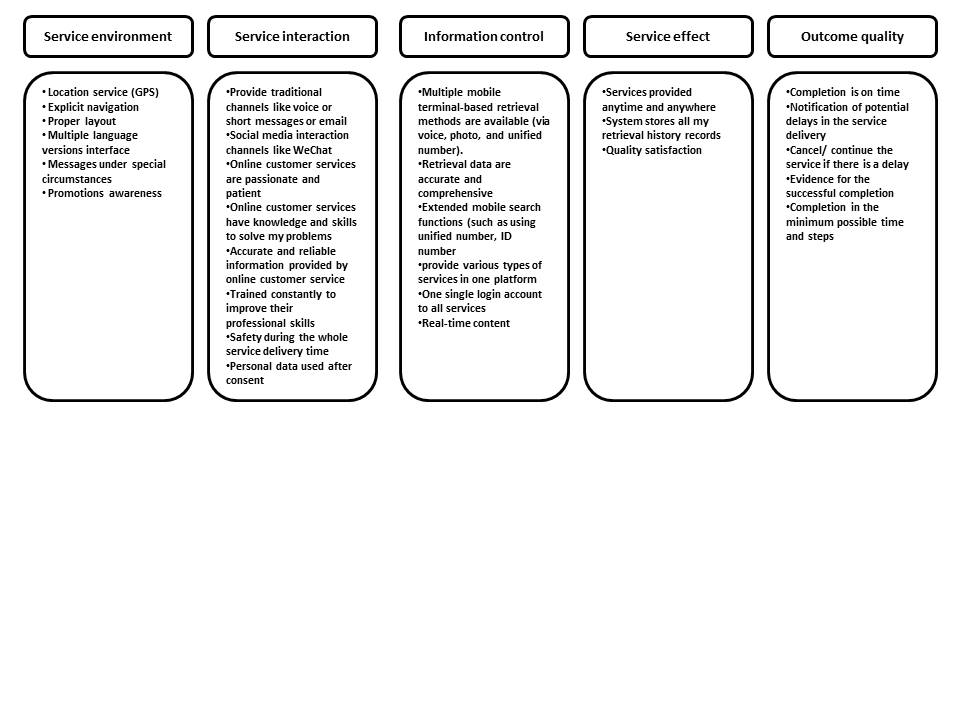 Service environment
Service interaction
Information control
Service effect
Outcome quality
• Location service (GPS)
• Explicit navigation
• Proper layout
• Multiple language
versions interface
• Messages under special
circumstances
• Promotions awareness
•Provide traditional
channels like voice or
short messages or email
•Social media interaction
channels like WeChat
•Online customer services
are passionate and
patient
•Online customer services
have knowledge and skills
to solve my problems
•Accurate and reliable
information provided by
online customer service
•Trained constantly to
improve their
professional skills
•Safety during the whole
service delivery time
•Personal data used after
consent
•Multiple mobile
terminal-based retrieval
methods are available (via
voice, photo, and unified
number).
•Retrieval data are
accurate and
comprehensive
•Extended mobile search
functions (such as using
unified number, ID
number
•provide various types of
services in one platform
•One single login account
to all services
•Real-time content
•Services provided
anytime and anywhere
•System stores all my
retrieval history records
•Quality satisfaction
•Completion is on time
•Notification of potential
delays in the service
delivery
•Cancel/ continue the
service if there is a delay
•Evidence for the
successful completion
•Completion in the
minimum possible time
and steps